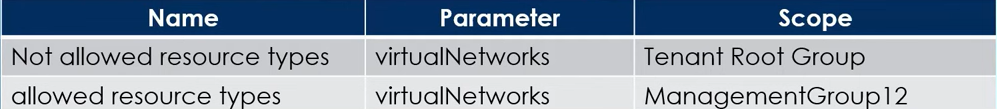 Name Parameter Scope
Not allowed resource types virtualNetworks Tenant Root Group
allowed resource types virtualNetworks ManagementGroup12